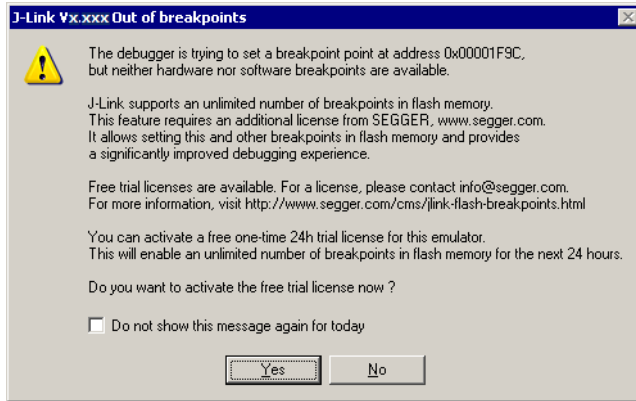 J-Link Vx.xxx Out of breakpoints
The debugger is trying to set a breakpoint point at address 0x00001F9C,
but neither hardware nor software breakpoints are available.
J-Link supports an unlimited number of breakpoints in flash memory.
This feature requires an additional license from SEGGER, www.segger.com.
It allows setting this and other breakpoints in flash memory and provides
a significantly improved debugging experience.
Free trial licenses are available. For a license, please contact info@segger.com.
For more information, visit http://www.segger.com/cms/jlink-flash-breakpoints.html
You can activate a free one-time 24h trial license for this emulator.
This will enable an unlimited number of breakpoints in flash memory for the next 24 hours.
Do you want to activate the free trial license now ?
Do not show this message again for today
Yes No